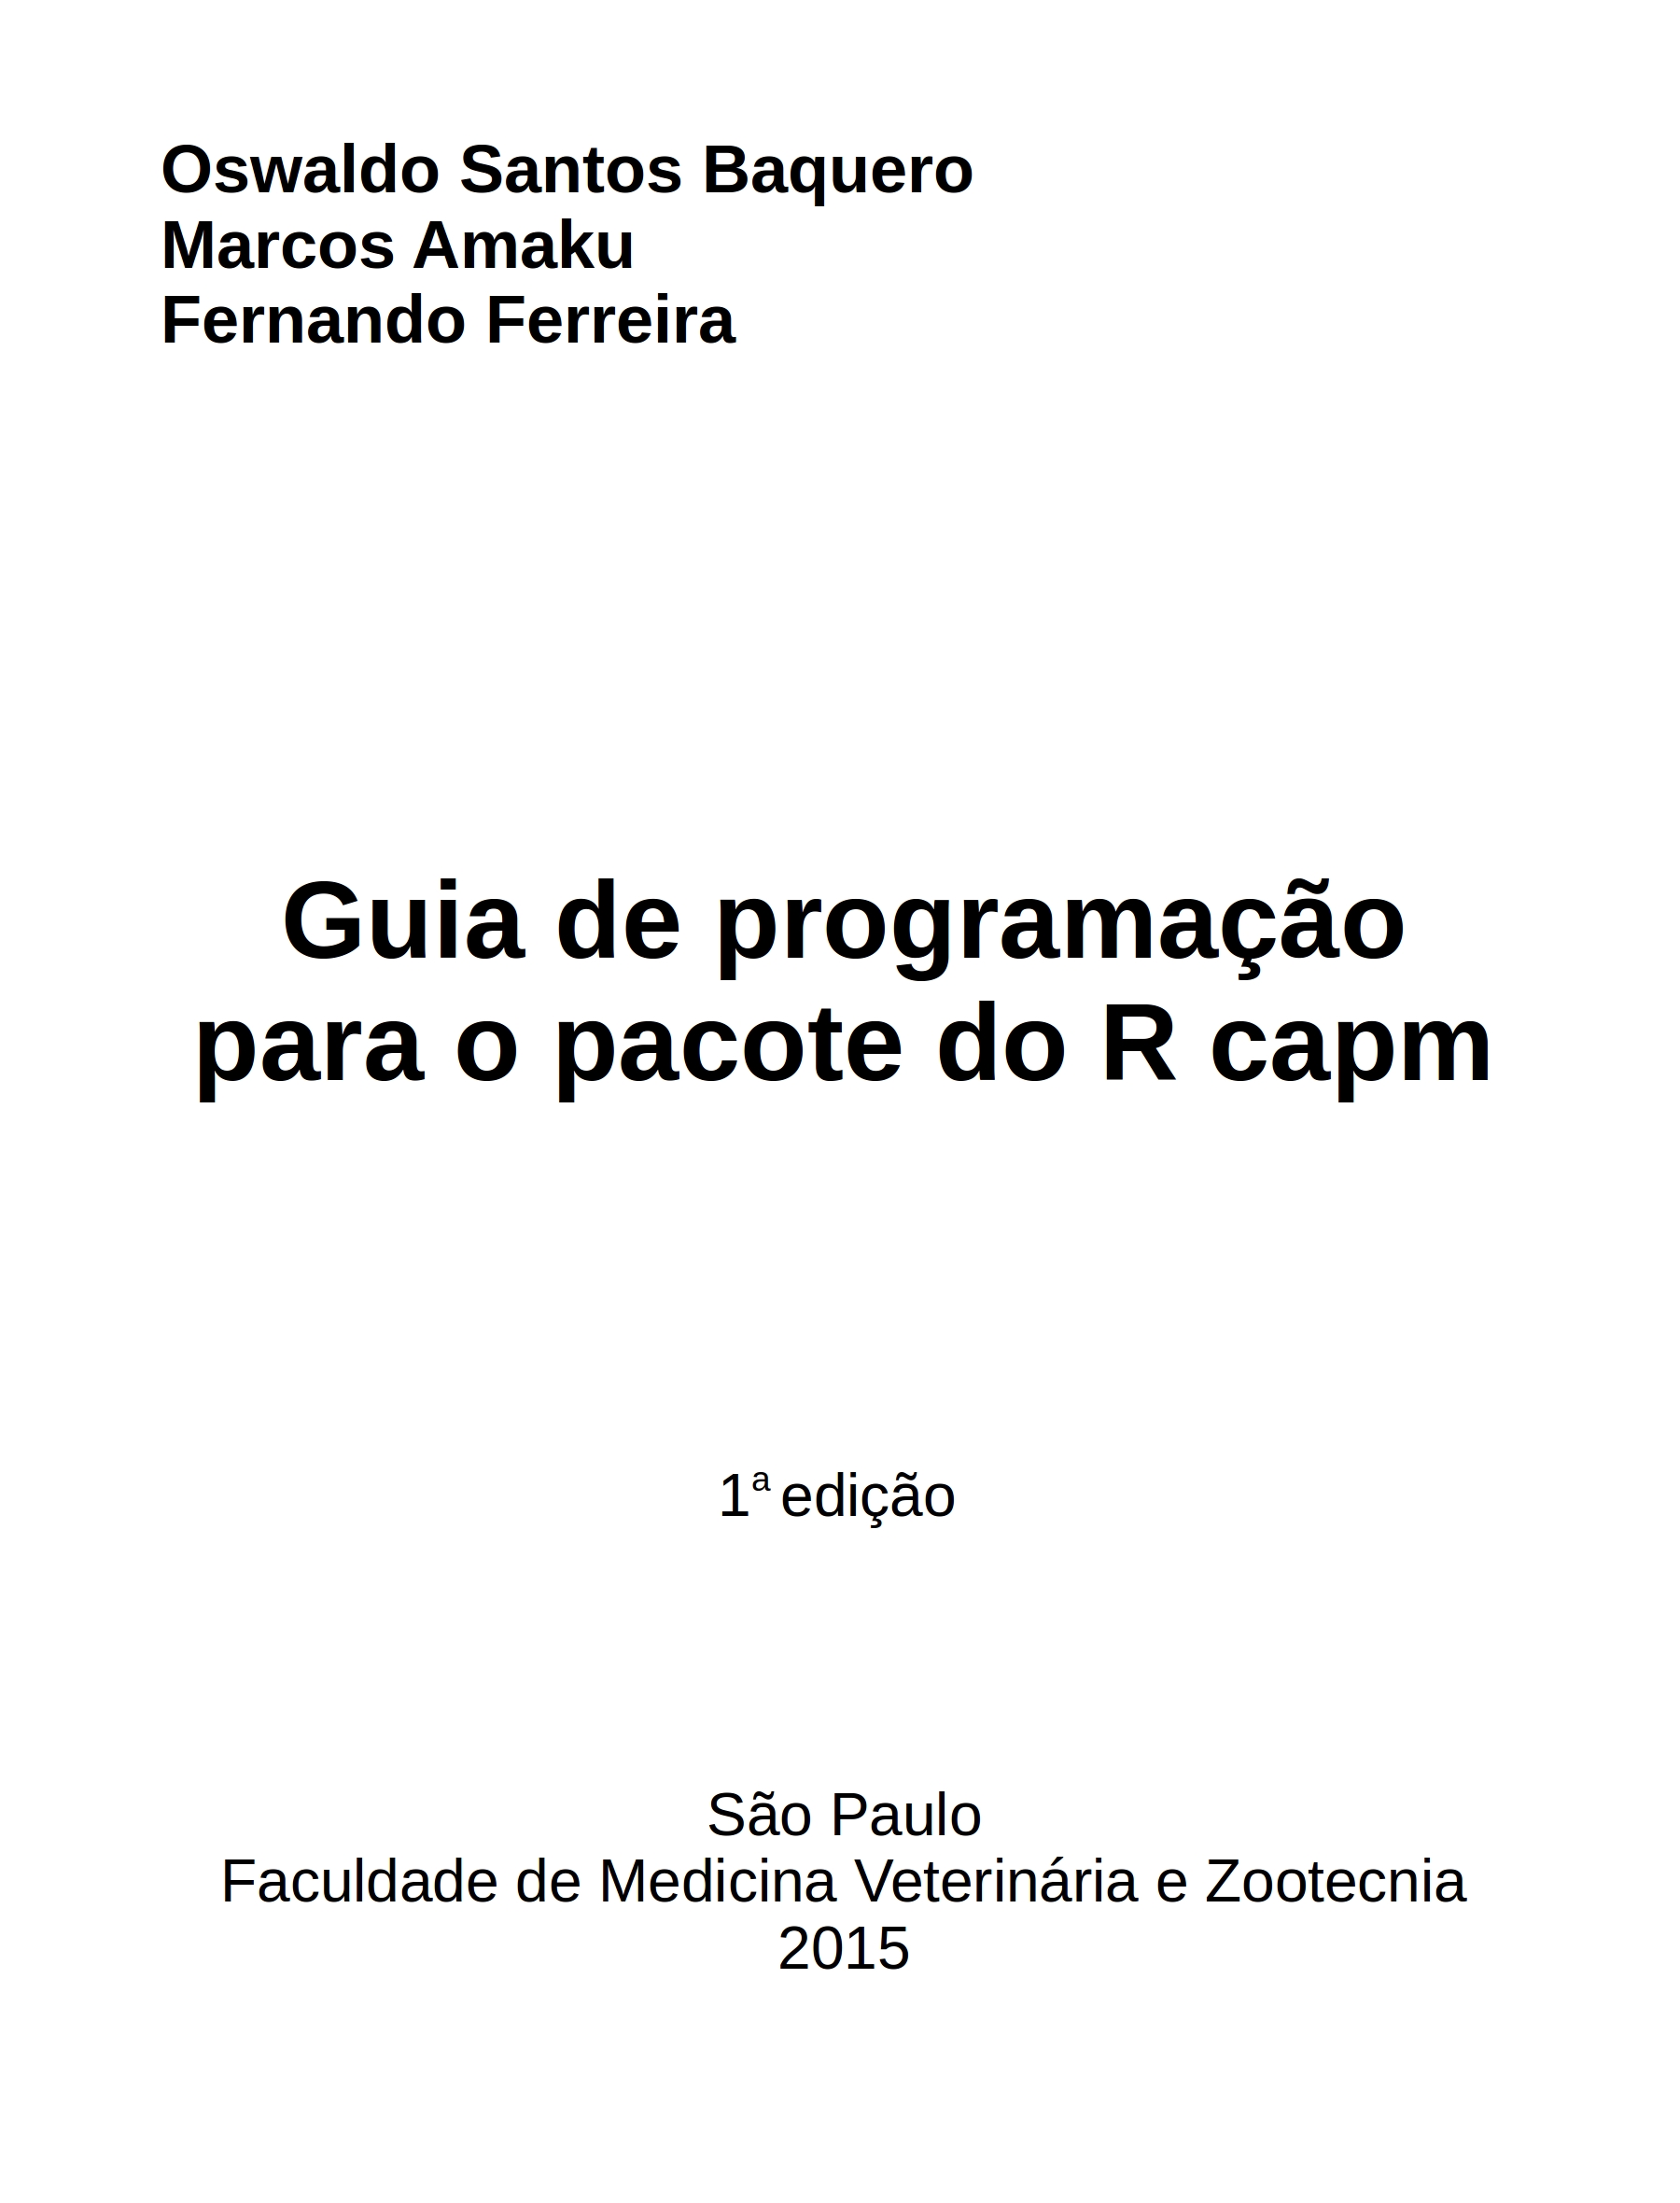 Oswaldo Santos Baquero
Marcos Amaku
Fernando Ferreira
Guia de programação
para o pacote do R capm
1ª edição
São Paulo
Faculdade de Medicina Veterinária e Zootecnia
2015